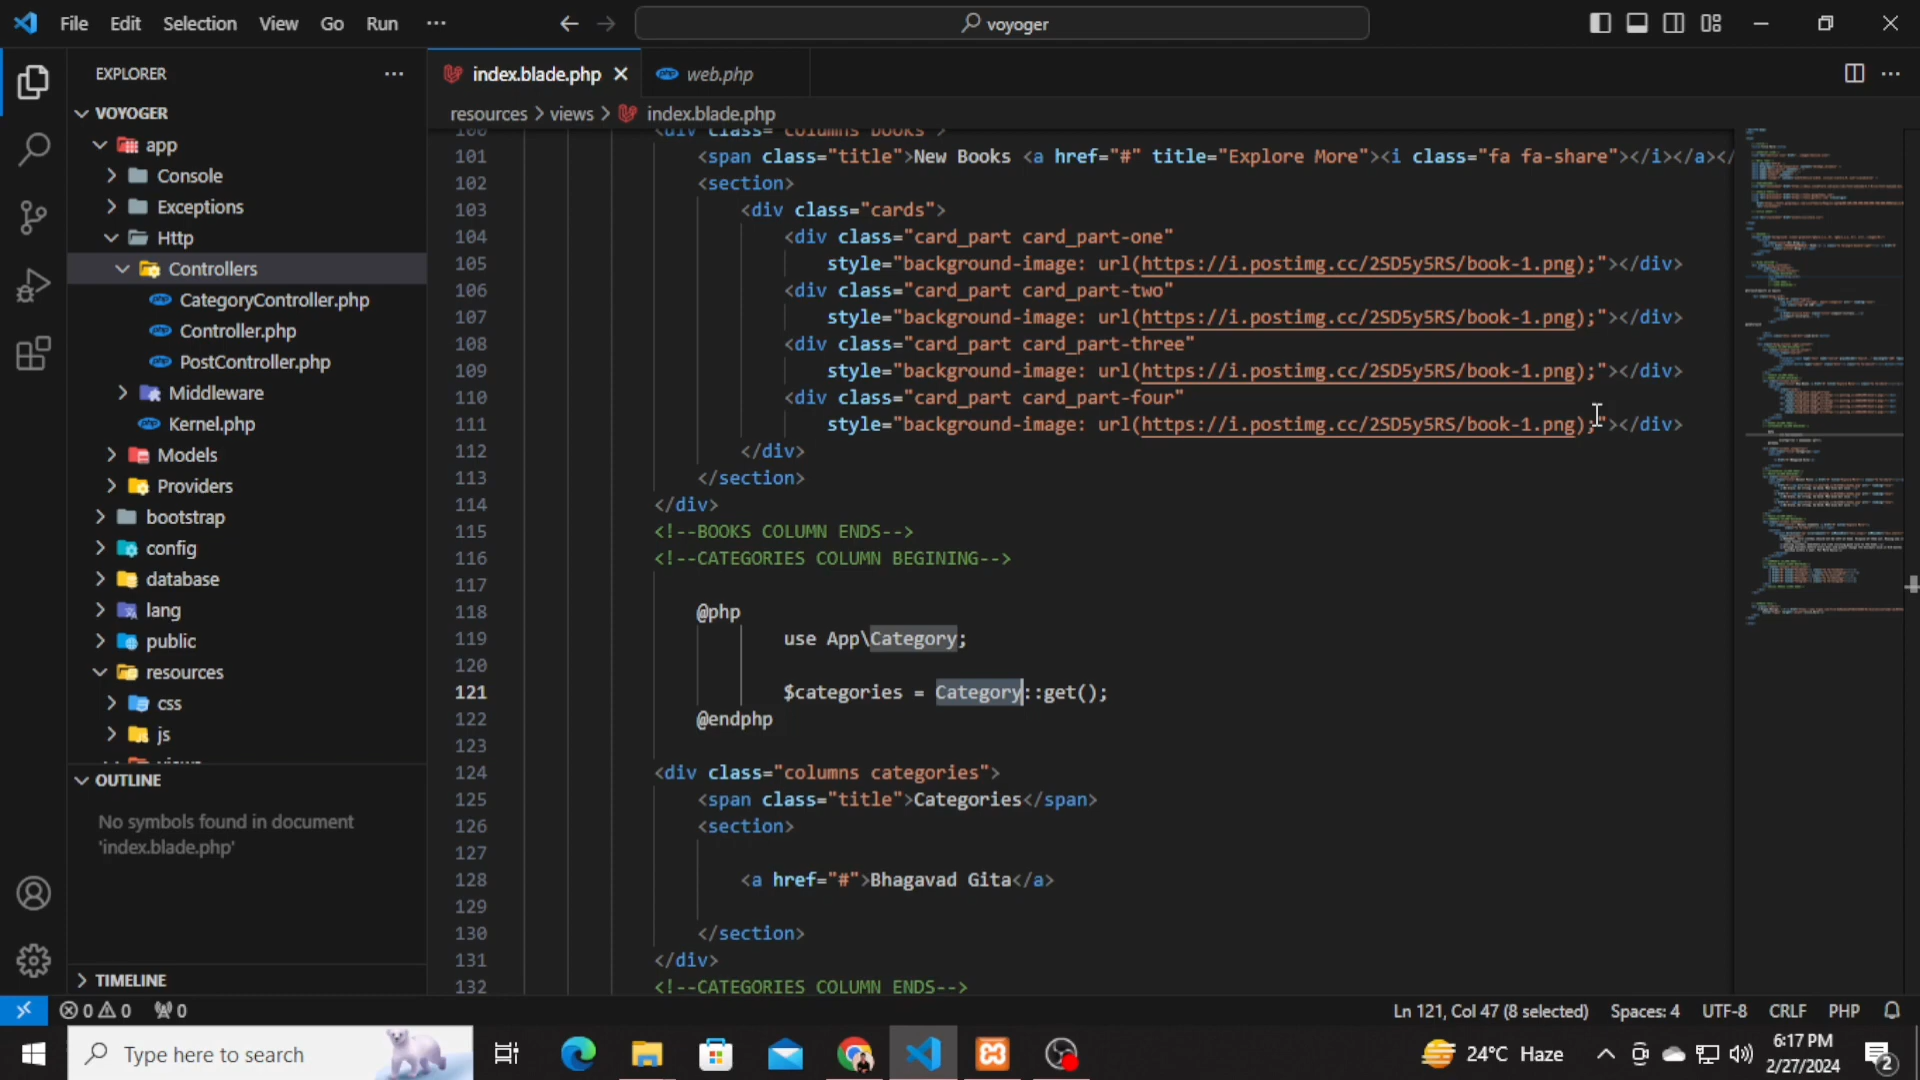 File Edit Selection View Go Run ··· voyoger
EXPLORER ···
index.blade.php web.php ···
resources > views > index.blade.php
VOYOGER
app
Console
Exceptions
Http
Controllers
CategoryController.php
Controller.php
PostController.php
Middleware
Kernel.php
Models
Providers
bootstrap
config
database
lang
public
resources
css
js
OUTLINE
No symbols found in document
'index.blade.php'
TIMELINE
100 <div class="columns books">
101 <span class="title">New Books <a href="#" title="Explore More"><i class="fa fa-share"></i></a></
102 <section>
103 <div class="cards">
104 <div class="card_part card_part-one"
105 style="background-image: url(https://i.postimg.cc/2SD5y5RS/book-1.png);"></div>
106 <div class="card_part card_part-two"
107 style="background-image: url(https://i.postimg.cc/2SD5y5RS/book-1.png);"></div>
108 <div class="card_part card_part-three"
109 style="background-image: url(https://i.postimg.cc/2SD5y5RS/book-1.png);"></div>
110 <div class="card_part card_part-four"
111 style="background-image: url(https://i.postimg.cc/2SD5y5RS/book-1.png);"></div>
112 </div>
113 </section>
114 </div>
115 <!--BOOKS COLUMN ENDS-->
116 <!--CATEGORIES COLUMN BEGINING-->
117
118 @php
119 use App\Category;
120
121 $categories = Category::get();
122 @endphp
123
124 <div class="columns categories">
125 <span class="title">Categories</span>
126 <section>
127
128 <a href="#">Bhagavad Gita</a>
129
130 </section>
131 </div>
132 <!--CATEGORIES COLUMN ENDS-->
0 0 0 Ln 121, Col 47 (8 selected) Spaces: 4 UTF-8 CRLF PHP
Type here to search
24°C Haze
6:17 PM
2/27/2024
2